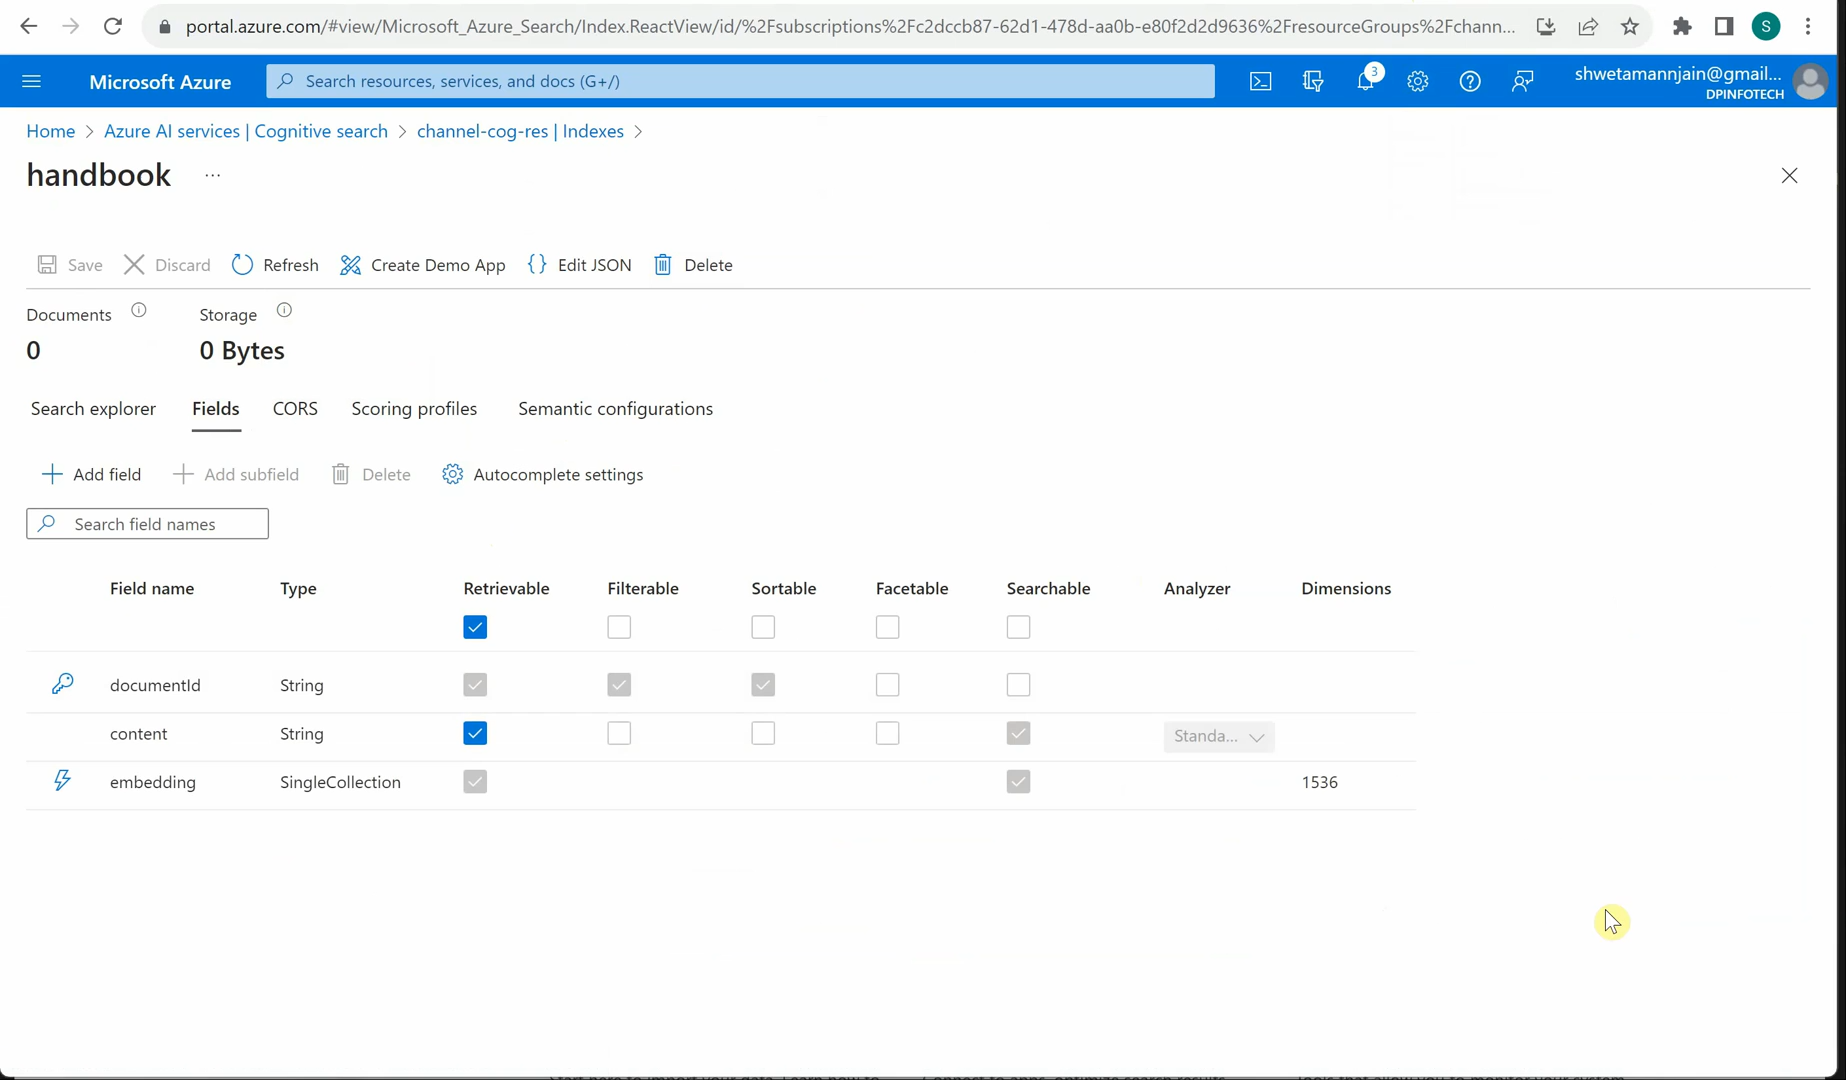 portal.azure.com/#view/Microsoft_Azure_Search/Index.ReactView/id/%2Fsubscriptions%2Fc2dccb87-62d1-478d-aa0b-e80f2d2d9636%2FresourceGroups%2Fchann...
S
Microsoft Azure
Search resources, services, and docs (G+/)
3
shwetamannjain@gmail...
DPINFOTECH
Home > Azure AI services | Cognitive search > channel-cog-res | Indexes >
handbook ...
Save Discard Refresh Create Demo App {} Edit JSON Delete
Documents Storage
0 0 Bytes
Search explorer Fields CORS Scoring profiles Semantic configurations
Add field Add subfield Delete Autocomplete settings
Search field names
Field name Type Retrievable Filterable Sortable Facetable Searchable Analyzer Dimensions
documentId String
content String Standa...
embedding SingleCollection 1536